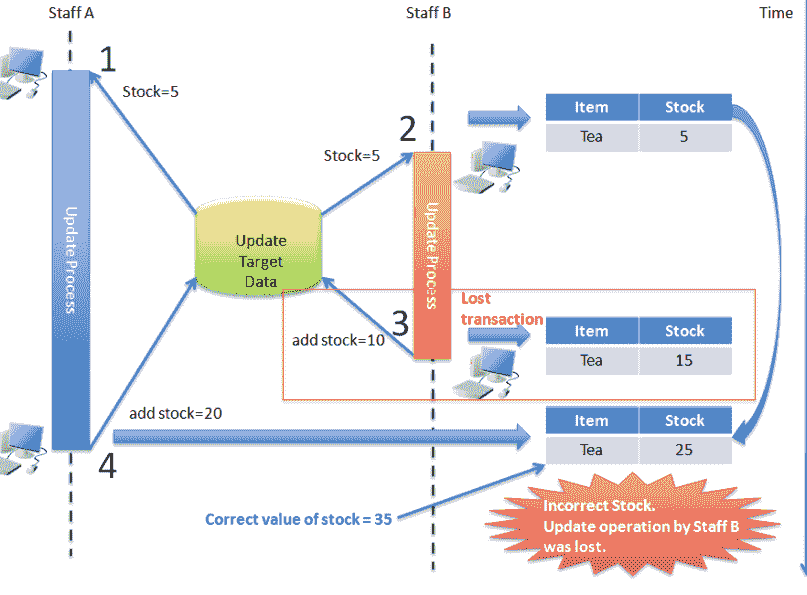 Staff A
Staff B
Time
1
Stock=5
2
Stock=5
Item Stock
Tea 5
Update Process
Update
Target
Data
Update Process
3
add stock=10
Lost
transaction
Item Stock
Tea 15
add stock=20
4
Item Stock
Tea 25
Correct value of stock = 35
Incorrect Stock.
Update operation by Staff B
was lost.